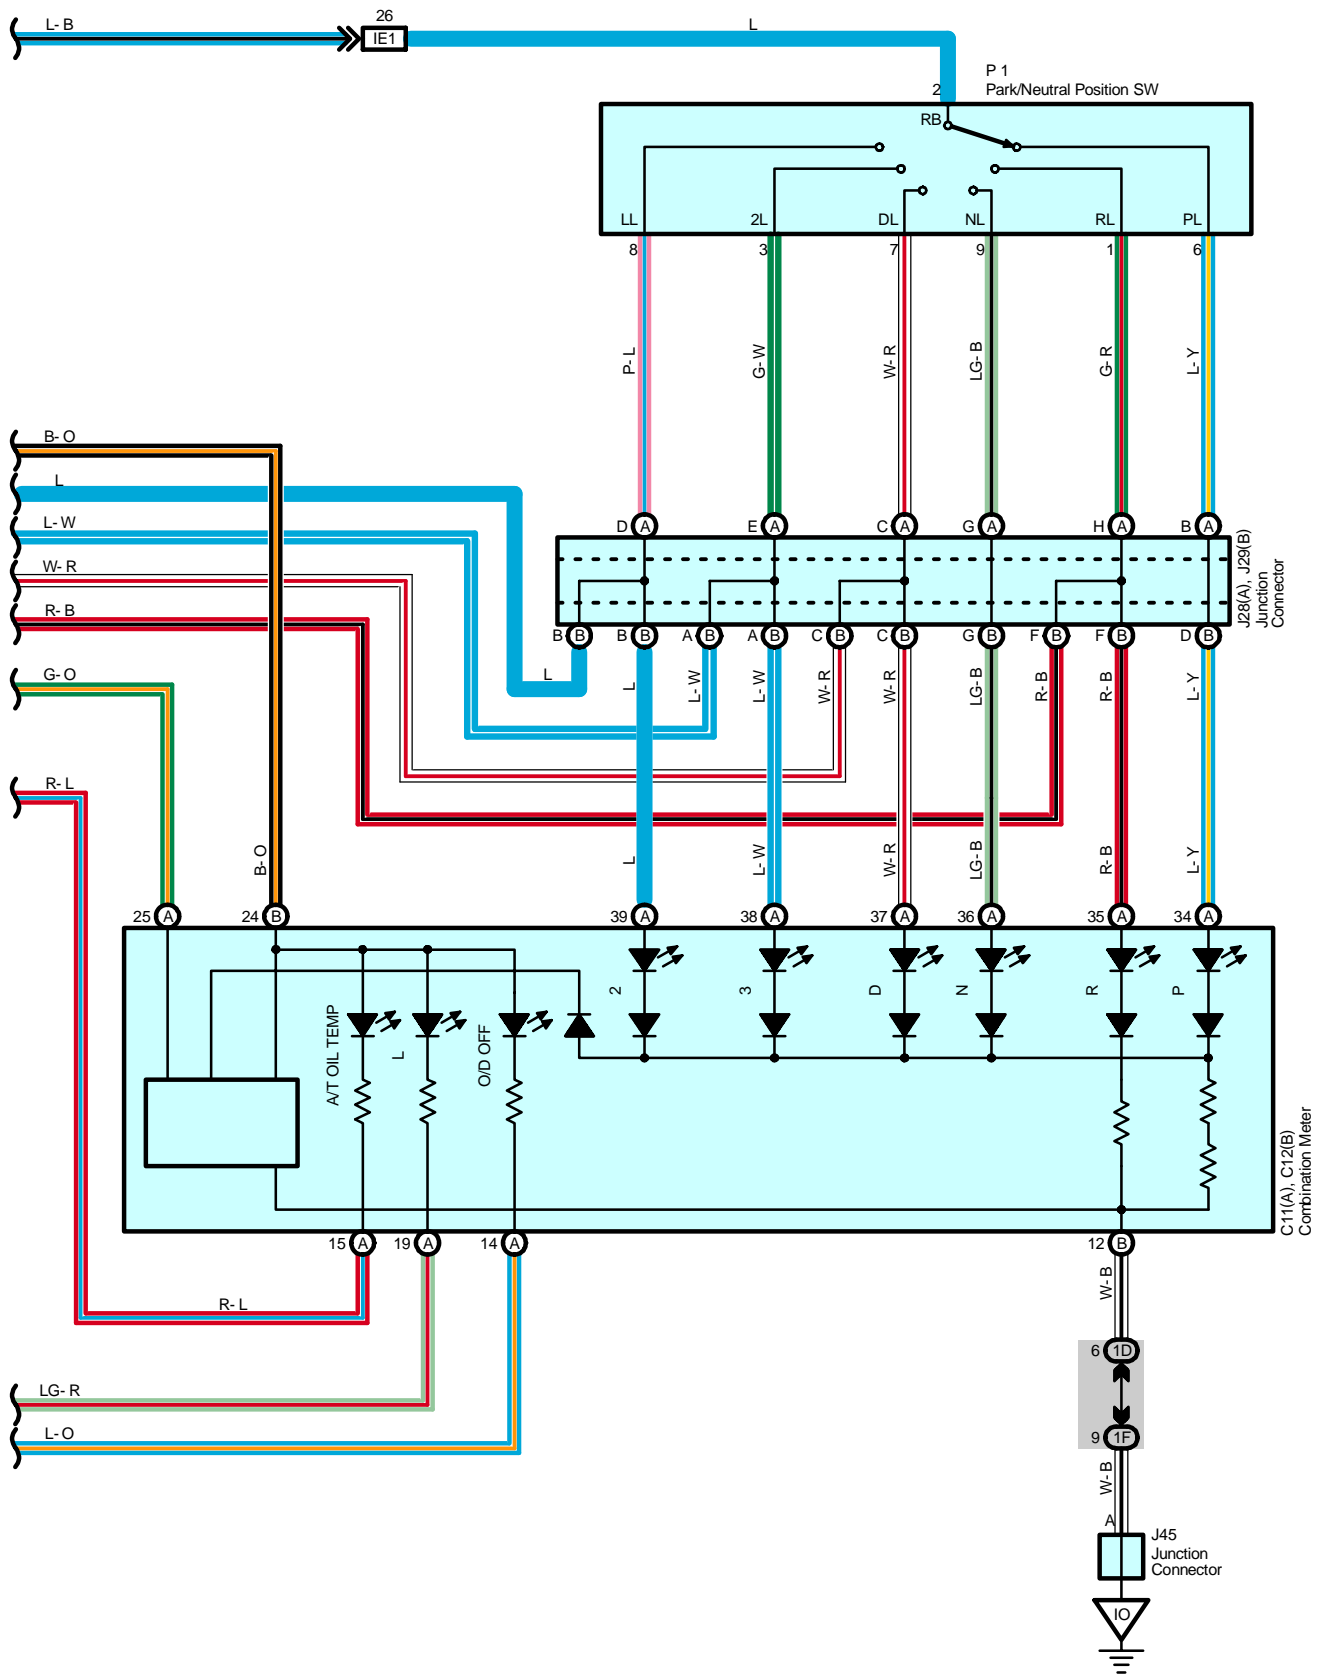 L-B
26
IE1
L
P 1
Park/Neutral Position SW
2
RB
LL
2L
DL
NL
RL
PL
8
3
7
9
1
6
P-L
G-W
W-R
LG-B
G-R
L-Y
B-O
L
L-W
W-R
R-B
G-O
R-L
D A
E A
C A
G A
H A
B A
J28(A), J29(B)
Junction
Connector
B B
B B
A B
A B
C B
C B
G B
F B
F B
D B
L
L
L-W
L-W
W-R
W-R
LG-B
R-B
R-B
L-Y
B-O
L
L-W
W-R
LG-B
R-B
L-Y
25 A
24 B
39 A
38 A
37 A
36 A
35 A
34 A
A/T OIL TEMP
L
O/D OFF
2
3
D
N
R
P
C11(A), C12(B)
Combination Meter
15 A
19 A
14 A
12 B
R-L
W-B
6 1D
9 1F
LG-R
L-O
W-B
A
J45
Junction
Connector
IO